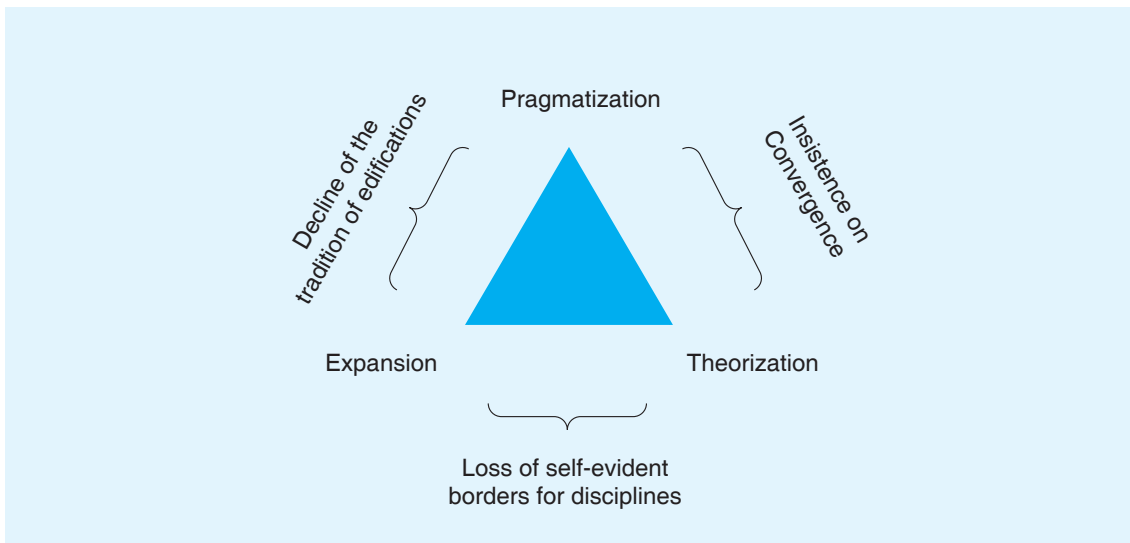 Pragmatization
Decline of the
tradition of edifications
Insistence on
Convergence
Expansion
Theorization
Loss of self-evident
borders for disciplines